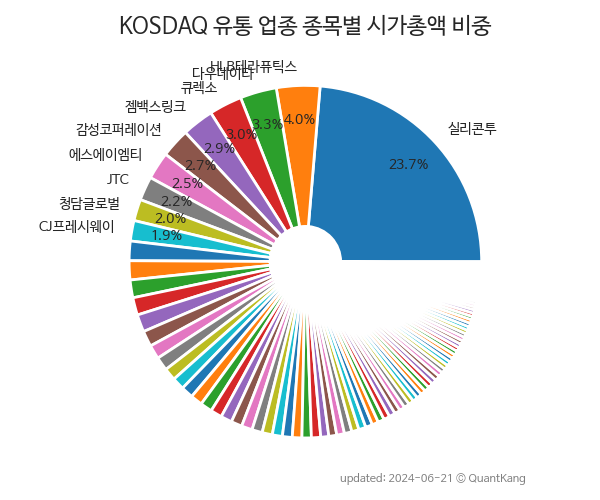 KOSDAQ 유통 업종 종목별 시가총액 비중
HLB테라퓨틱스
다우데이타
큐렉소
젬백스링크
감성코퍼레이션
에스에이엠티
JTC
청담글로벌
CJ프레시웨이
실리콘투
23.7%
4.0%
3.3%
3.0%
2.9%
2.7%
2.5%
2.2%
2.0%
1.9%
updated: 2024-06-21 © QuantKang